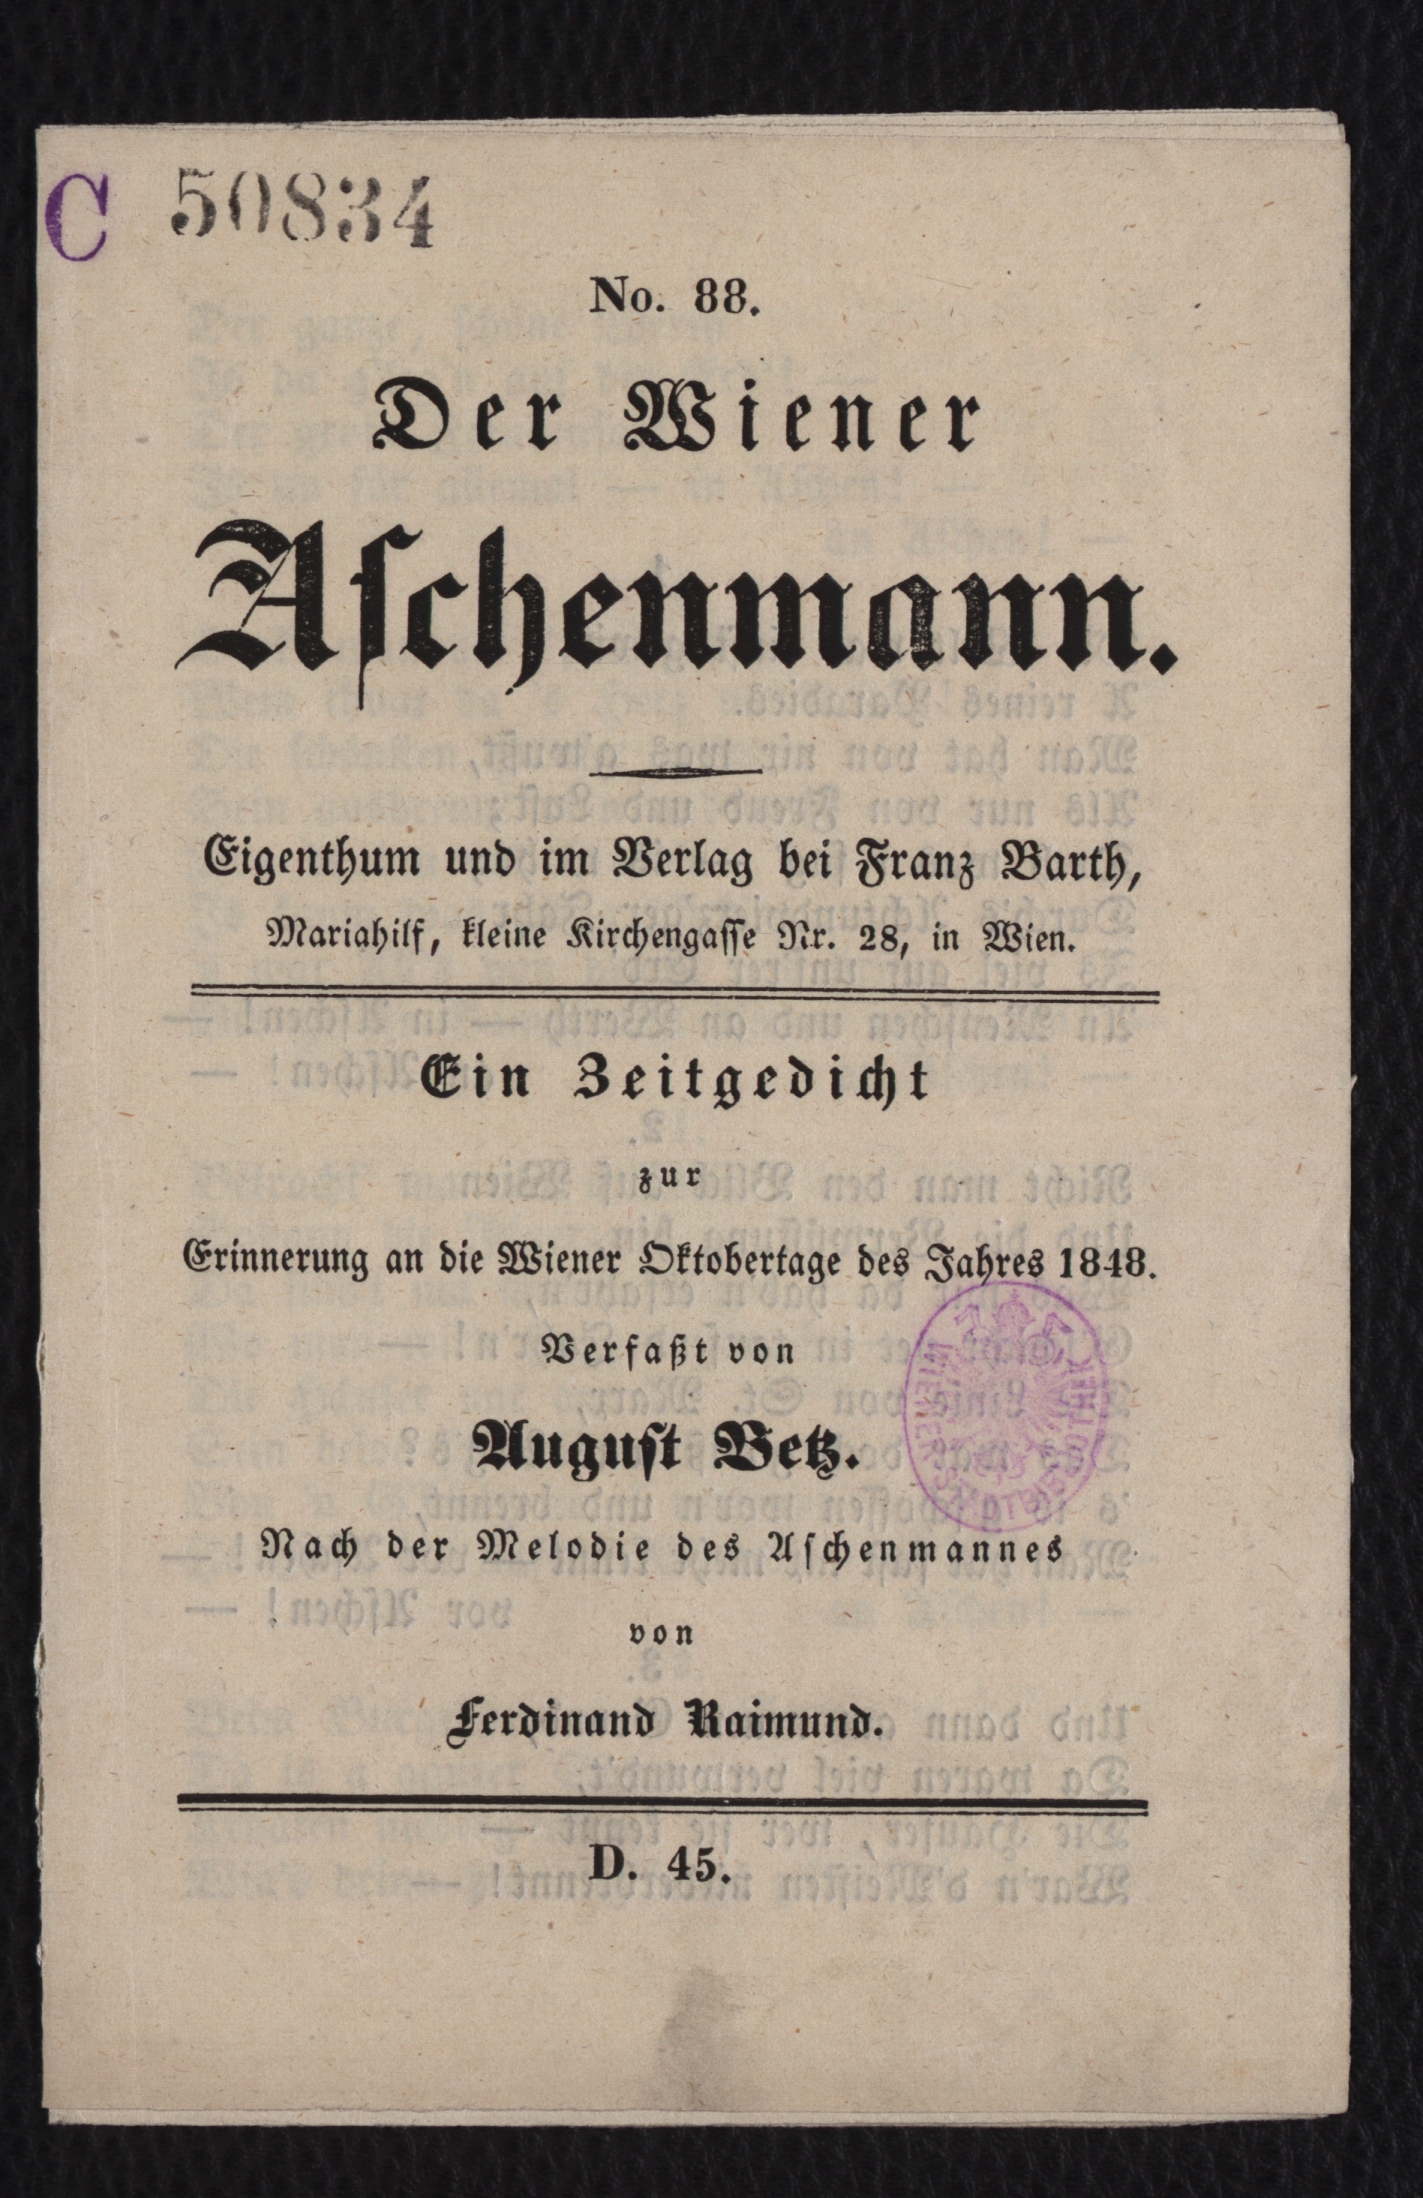 C 50834
No. 88.
Der Wiener
Aſchenmann.
Eigenthum und im Verlag bei Franz Barth,
Mariahilf, kleine Kirchengaſſe Nr. 28, in Wien.
Ein Zeitgedicht
zur
Erinnerung an die Wiener Oktobertage des Jahres 1848.
Verfaßt von
Auguſt Betz.
Nach der Melodie des Aſchenmannes
von
Ferdinand Raimund.
D. 45.